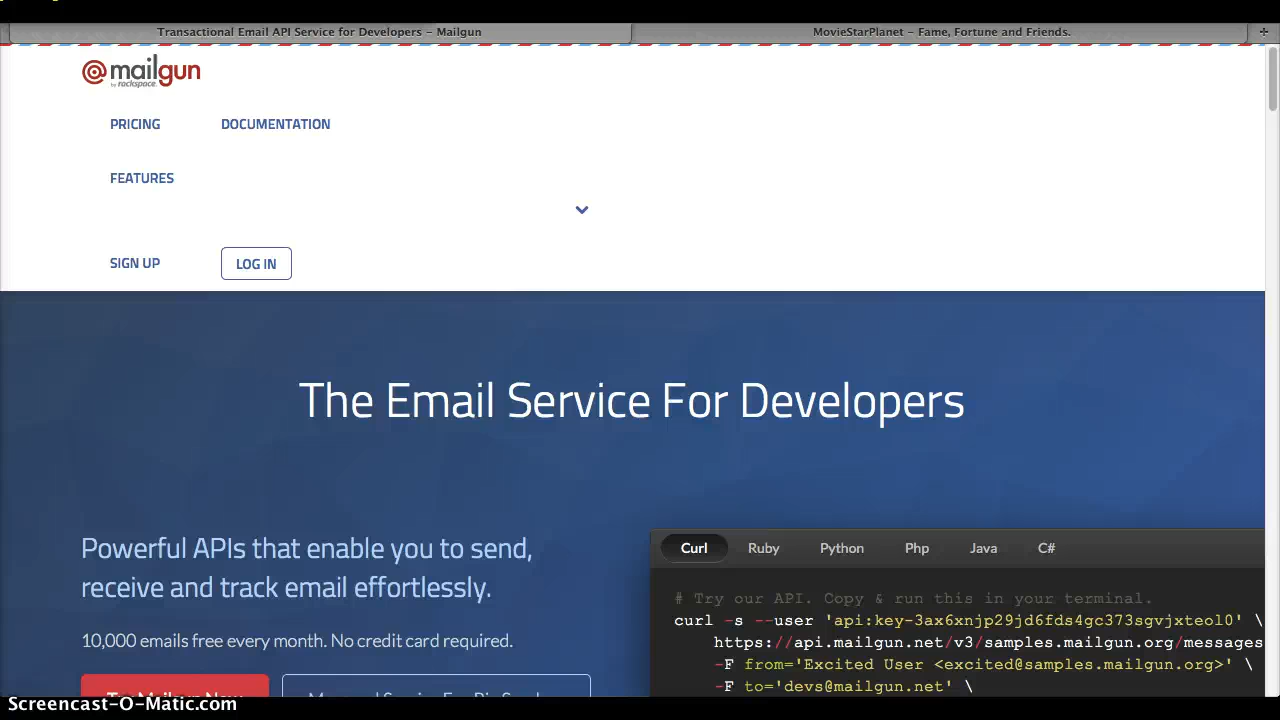 Transactional Email API Service for Developers – Mailgun
MovieStarPlanet – Fame, Fortune and Friends.
+
@mailgun
by rackspace.
PRICING
DOCUMENTATION
FEATURES
SIGN UP
LOG IN
The Email Service For Developers
Powerful APIs that enable you to send,
receive and track email effortlessly.
10,000 emails free every month. No credit card required.
Curl
Ruby
Python
Php
Java
C#
# Try our API. Copy & run this in your terminal.
curl -s --user 'api:key-3ax6xnjp29jd6fds4gc373sgvjxteol0' \
https://api.mailgun.net/v3/samples.mailgun.org/messages
-F from='Excited User <excited@samples.mailgun.org>' \
-F to='devs@mailgun.net' \
Screencast-O-Matic.com